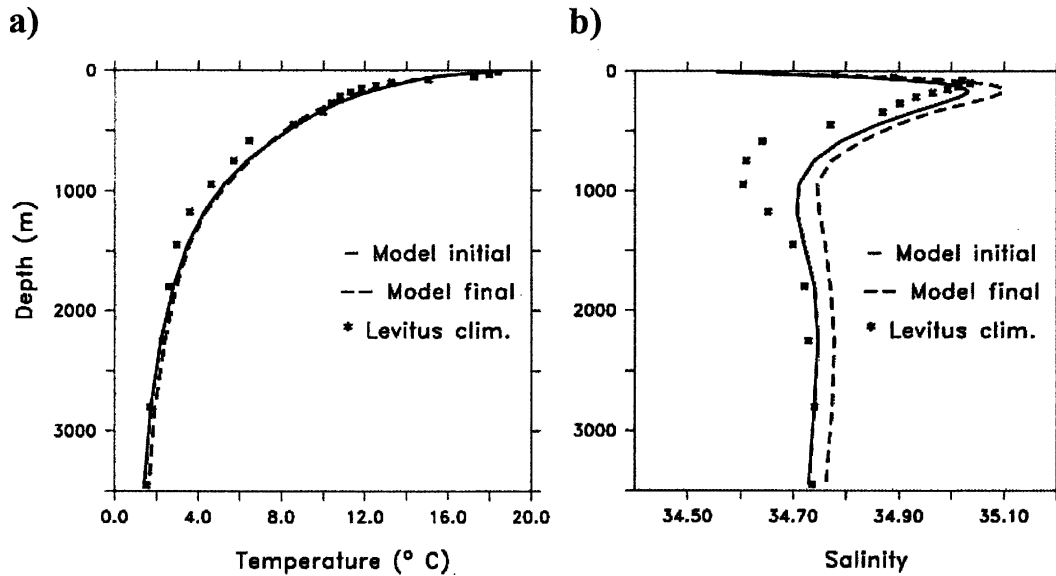 a)
0
1000
2000
3000
Depth (m)
– Model initial
-- Model final
* Levitus clim.
0.0 4.0 8.0 12.0 16.0 20.0
Temperature (° C)
b)
0
1000
2000
3000
– Model initial
-- Model final
* Levitus clim.
34.50 34.70 34.90 35.10
Salinity